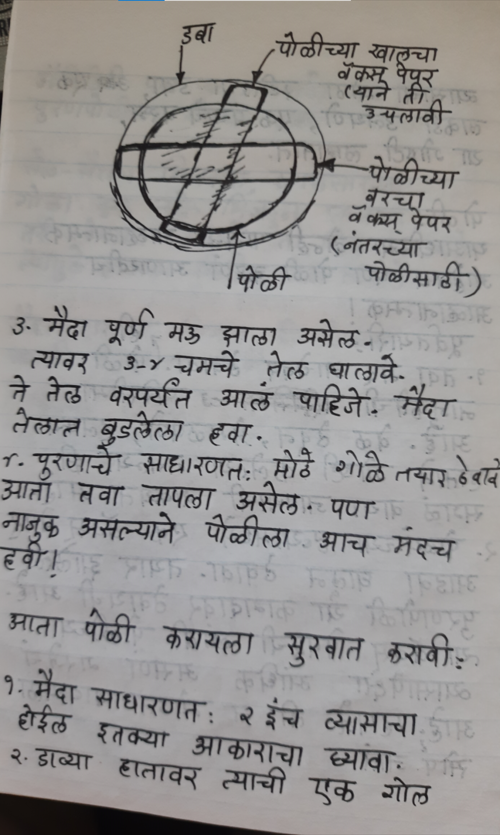 डबा
पोळीच्या खालचा
वॅक्स पेपर
(याने ती
उचलावी
पोळीच्या
वरचा
वॅक्स पेपर
(नंतरच्या
पोळीसाठी)
पोळी
३. मैदा पूर्ण मऊ झाला असेल.
त्यावर ३-४ चमचे तेल घालावे.
ते तेल वरपर्यंत आलं पाहिजे. मैदा
तेलात बुडलेला हवा.
४. पुरणाचे साधारणत: मोठे गोळे तयार ठेवावे
आता तवा तापला असेल पण
नाजुक असल्याने पोळीला आच मंदच
हवी!
आता पोळी करायला सुरवात करावी:
१. मैदा साधारणत: २ इंच व्यासाचा
होईल इतक्या आकाराचा घ्यावा.
२. डाव्या हातावर त्याची एक गोल